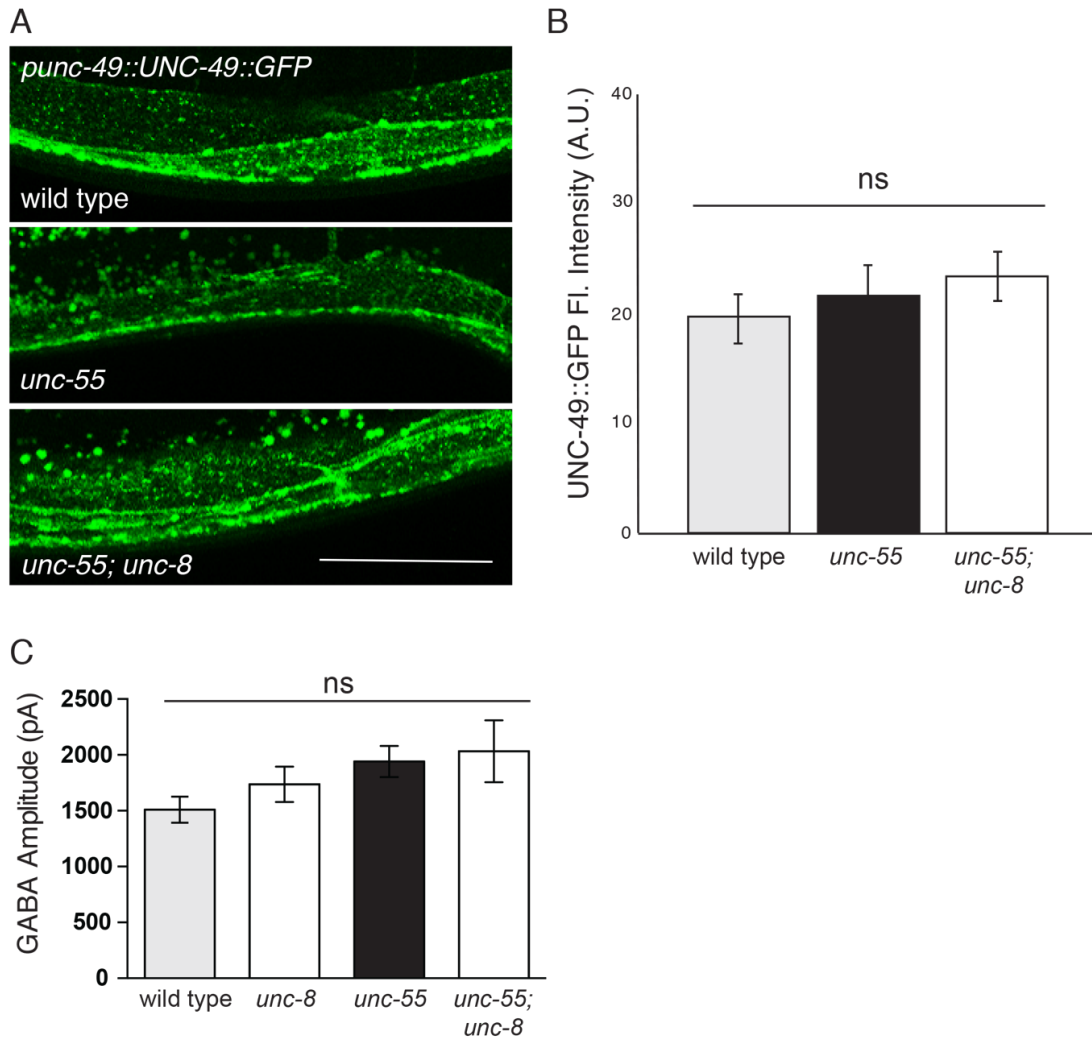 A
punc-49::UNC-49::GFP
wild type
unc-55
unc-55; unc-8
B
UNC-49::GFP Fl. Intensity (A.U.)
40
30
20
10
0
ns
wild type
unc-55
unc-55;
unc-8
C
GABA Amplitude (pA)
2500
2000
1500
1000
500
0
ns
wild type
unc-8
unc-55
unc-55;
unc-8